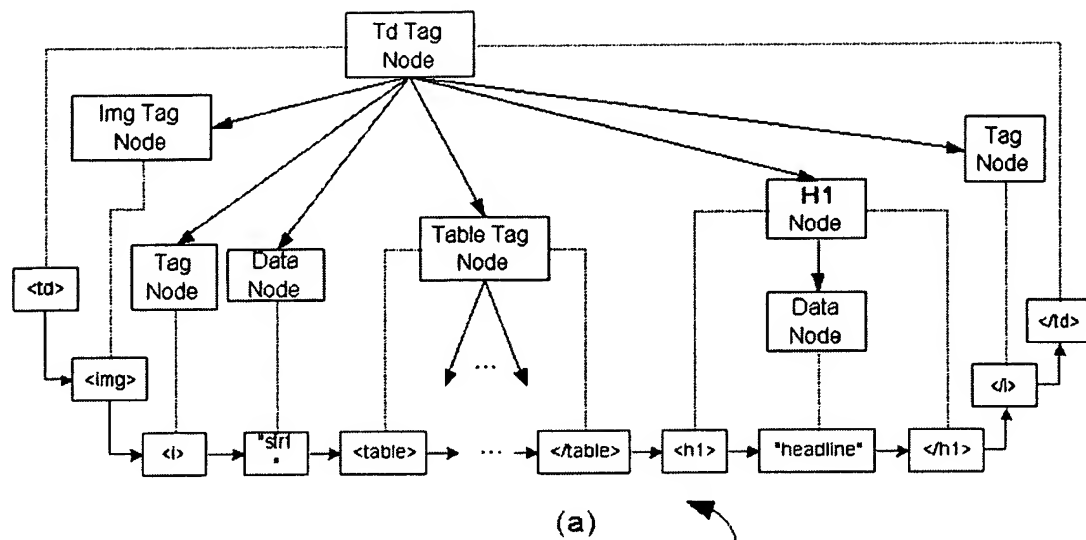 Td Tag
Node
Img Tag
Node
Tag
Node
H1
Node
Table Tag
Node
Tag
Node
Data
Node
<td>
Data
Node
</td>
<img>
...
</i>
<i>
"str1
"
<table>
...
</table>
<h1>
"headline"
</h1>
(a)